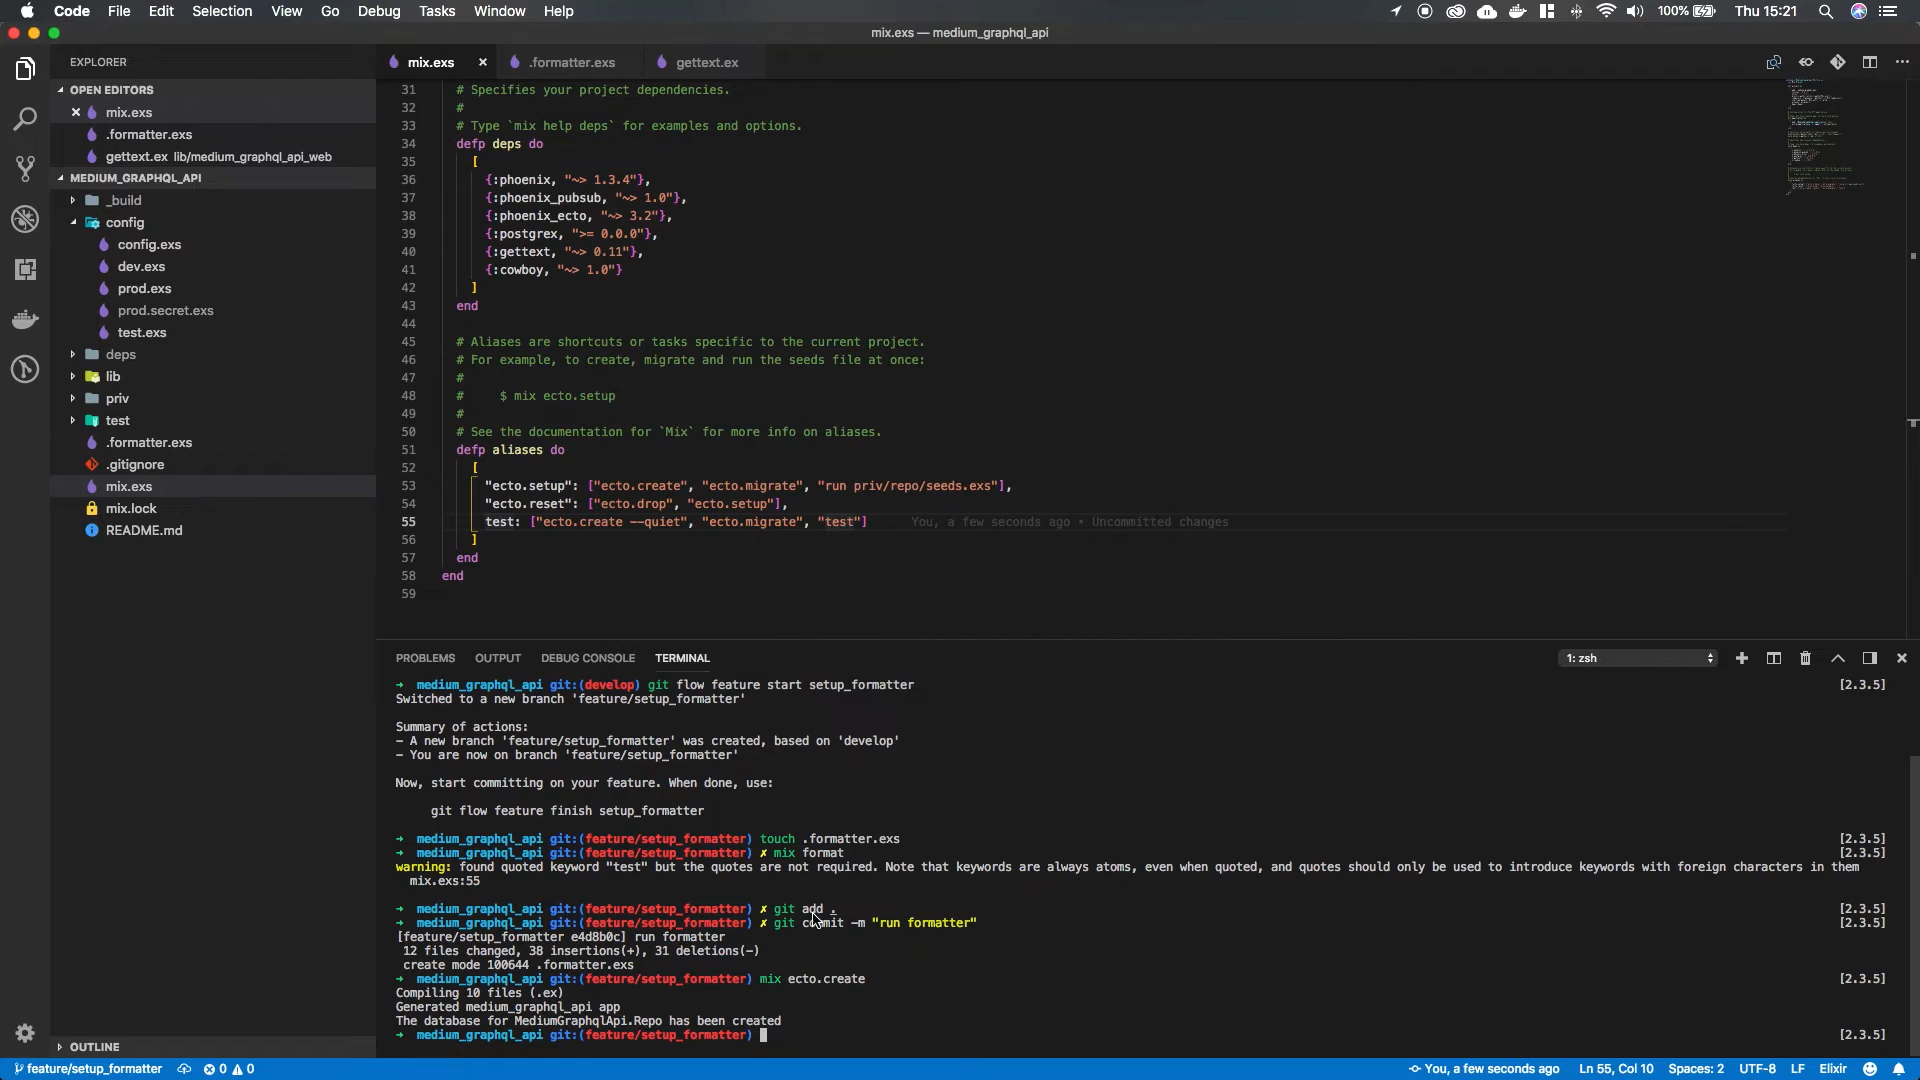 Code File Edit Selection View Go Debug Tasks Window Help
100%
Thu 15:21
mix.exs — medium_graphql_api
EXPLORER
OPEN EDITORS
mix.exs
.formatter.exs
gettext.ex lib/medium_graphql_api_web
MEDIUM_GRAPHQL_API
_build
config
config.exs
dev.exs
prod.exs
prod.secret.exs
test.exs
deps
lib
priv
test
.formatter.exs
.gitignore
mix.exs
mix.lock
README.md
OUTLINE
mix.exs
.formatter.exs
gettext.ex
31 # Specifies your project dependencies.
32 #
33 # Type `mix help deps` for examples and options.
34 defp deps do
35 [
36 {:phoenix, "~> 1.3.4"},
37 {:phoenix_pubsub, "~> 1.0"},
38 {:phoenix_ecto, "~> 3.2"},
39 {:postgrex, ">= 0.0.0"},
40 {:gettext, "~> 0.11"},
41 {:cowboy, "~> 1.0"}
42 ]
43 end
44
45 # Aliases are shortcuts or tasks specific to the current project.
46 # For example, to create, migrate and run the seeds file at once:
47 #
48 #     $ mix ecto.setup
49 #
50 # See the documentation for `Mix` for more info on aliases.
51 defp aliases do
52 [
53 "ecto.setup": ["ecto.create", "ecto.migrate", "run priv/repo/seeds.exs"],
54 "ecto.reset": ["ecto.drop", "ecto.setup"],
55 test: ["ecto.create --quiet", "ecto.migrate", "test"] You, a few seconds ago • Uncommitted changes
56 ]
57 end
58 end
59
PROBLEMS OUTPUT DEBUG CONSOLE TERMINAL
1: zsh
→ medium_graphql_api git:(develop) git flow feature start setup_formatter [2.3.5]
Switched to a new branch 'feature/setup_formatter'
Summary of actions:
- A new branch 'feature/setup_formatter' was created, based on 'develop'
- You are now on branch 'feature/setup_formatter'
Now, start committing on your feature. When done, use:
git flow feature finish setup_formatter
→ medium_graphql_api git:(feature/setup_formatter) touch .formatter.exs [2.3.5]
→ medium_graphql_api git:(feature/setup_formatter) ✗ mix format [2.3.5]
warning: found quoted keyword "test" but the quotes are not required. Note that keywords are always atoms, even when quoted, and quotes should only be used to introduce keywords with foreign characters in them
mix.exs:55
→ medium_graphql_api git:(feature/setup_formatter) ✗ git add . [2.3.5]
→ medium_graphql_api git:(feature/setup_formatter) ✗ git commit -m "run formatter" [2.3.5]
[feature/setup_formatter e4d8b0c] run formatter
12 files changed, 38 insertions(+), 31 deletions(-)
create mode 100644 .formatter.exs
→ medium_graphql_api git:(feature/setup_formatter) mix ecto.create [2.3.5]
Compiling 10 files (.ex)
Generated medium_graphql_api app
The database for MediumGraphqlApi.Repo has been created
→ medium_graphql_api git:(feature/setup_formatter) [2.3.5]
feature/setup_formatter 0 0
You, a few seconds ago Ln 55, Col 10 Spaces: 2 UTF-8 LF Elixir